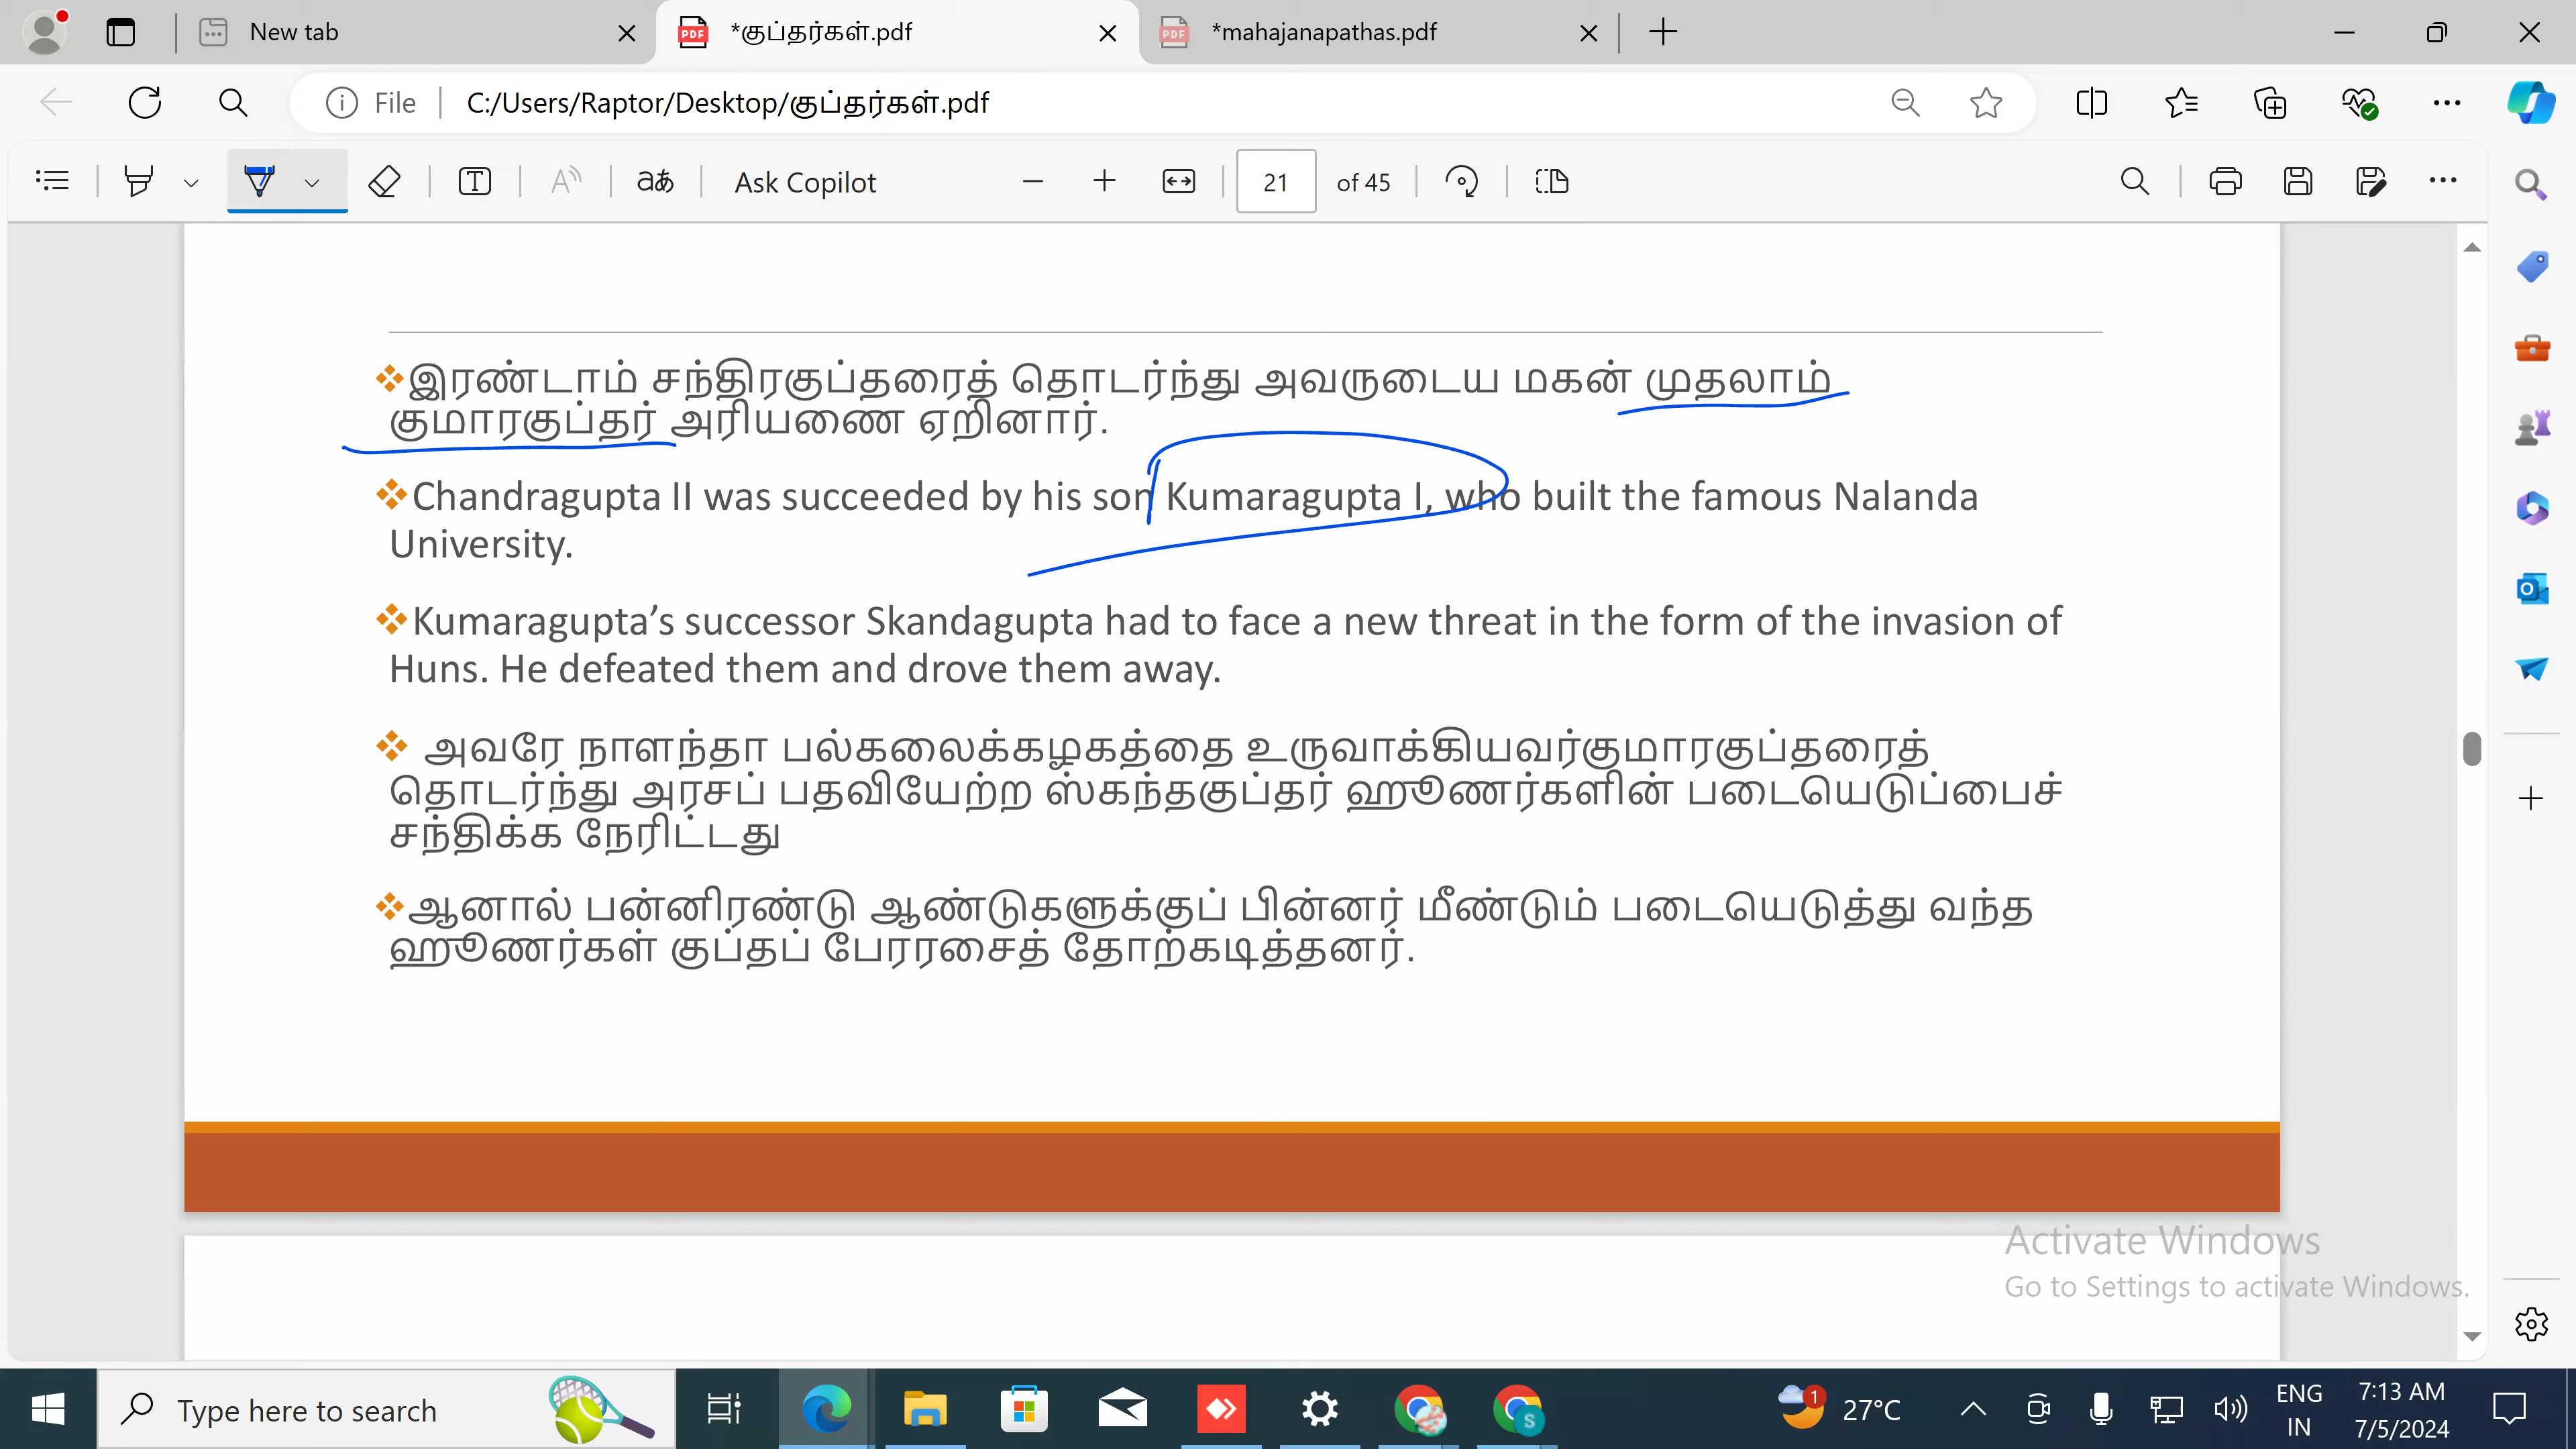 New tab
*குப்தர்கள்.pdf
*mahajanapathas.pdf
File
C:/Users/Raptor/Desktop/குப்தர்கள்.pdf
Ask Copilot
21 of 45
❖இரண்டாம் சந்திரகுப்தரைத் தொடர்ந்து அவருடைய மகன் முதலாம்
குமாரகுப்தர் அரியணை ஏறினார்.
❖Chandragupta II was succeeded by his son Kumaragupta I, who built the famous Nalanda
University.
❖Kumaragupta’s successor Skandagupta had to face a new threat in the form of the invasion of
Huns. He defeated them and drove them away.
❖ அவரே நாளந்தா பல்கலைக்கழகத்தை உருவாக்கியவர்குமாரகுப்தரைத்
தொடர்ந்து அரசப் பதவியேற்ற ஸ்கந்தகுப்தர் ஹூணர்களின் படையெடுப்பைச்
சந்திக்க நேரிட்டது
❖ஆனால் பன்னிரண்டு ஆண்டுகளுக்குப் பின்னர் மீண்டும் படையெடுத்து வந்த
ஹூணர்கள் குப்தப் பேரரசைத் தோற்கடித்தனர்.
Activate Windows
Go to Settings to activate Windows.
Type here to search
1
27°C
ENG
IN
7:13 AM
7/5/2024